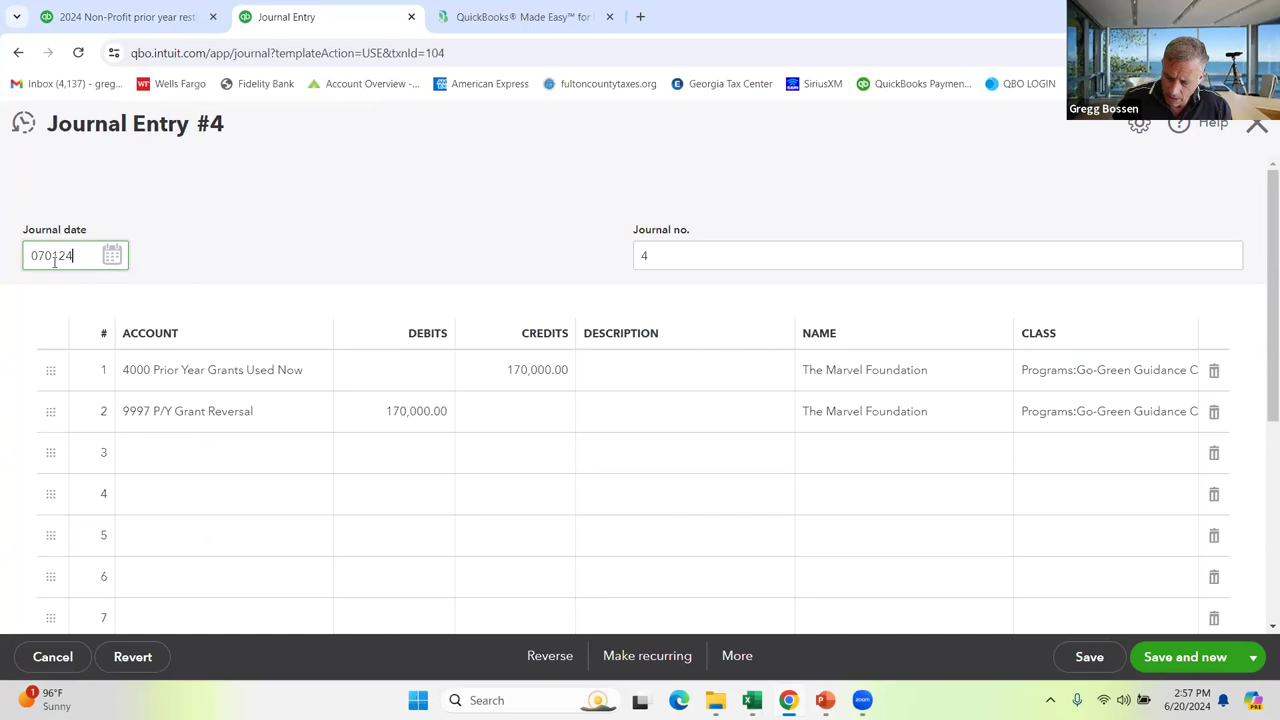 2024 Non-Profit prior year rest
Journal Entry
QuickBooks® Made Easy™ for
qbo.intuit.com/app/journal?templateAction=USE&txnId=104
Inbox (4,137) - greg...
Wells Fargo
Fidelity Bank
Account Overview -...
American Express
fultoncountytaxes.org
Georgia Tax Center
SiriusXM
QuickBooks Paymen...
QBO LOGIN
Gregg Bossen
Journal Entry #4
Help
Journal date
Journal no.
070124
4
# ACCOUNT DEBITS CREDITS DESCRIPTION NAME CLASS
1 4000 Prior Year Grants Used Now 170,000.00 The Marvel Foundation Programs:Go-Green Guidance C
2 9997 P/Y Grant Reversal 170,000.00 The Marvel Foundation Programs:Go-Green Guidance C
3
4
5
6
7
Cancel
Revert
Reverse
Make recurring
More
Save
Save and new
1
96°F
Sunny
Search
zoom
PRE
2:57 PM
6/20/2024